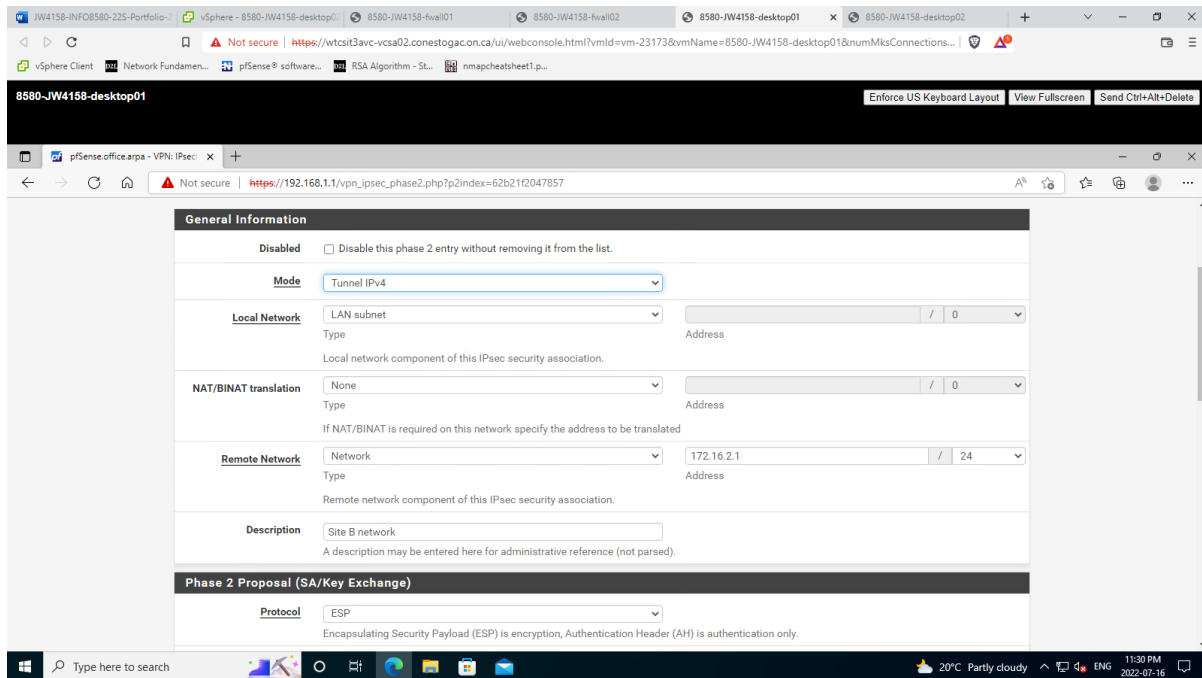 JW4158-INFO8580-22S-Portfolio-2
vSphere - 8580-JW4158-desktop02
8580-JW4158-fwall01
8580-JW4158-fwall02
8580-JW4158-desktop01
8580-JW4158-desktop02
Not secure | https://wtcsit3avc-vcsa02.conestogac.on.ca/ui/webconsole.html?vmId=vm-23173&vmName=8580-JW4158-desktop01&numMksConnections...
vSphere Client
Network Fundamen...
pfSense® software...
RSA Algorithm - St...
nmapcheatsheet1.p...
8580-JW4158-desktop01
Enforce US Keyboard Layout
View Fullscreen
Send Ctrl+Alt+Delete
pfSense.office.arpa - VPN: IPsec:
Not secure | https://192.168.1.1/vpn_ipsec_phase2.php?p2index=62b21f2047857
General Information
Disabled
Disable this phase 2 entry without removing it from the list.
Mode
Tunnel IPv4
Local Network
LAN subnet
/ 0
Type
Address
Local network component of this IPsec security association.
NAT/BINAT translation
None
/ 0
Type
Address
If NAT/BINAT is required on this network specify the address to be translated
Remote Network
Network
172.16.2.1 / 24
Type
Address
Remote network component of this IPsec security association.
Description
Site B network
A description may be entered here for administrative reference (not parsed).
Phase 2 Proposal (SA/Key Exchange)
Protocol
ESP
Encapsulating Security Payload (ESP) is encryption, Authentication Header (AH) is authentication only.
Type here to search
20°C Partly cloudy
ENG
11:30 PM
2022-07-16